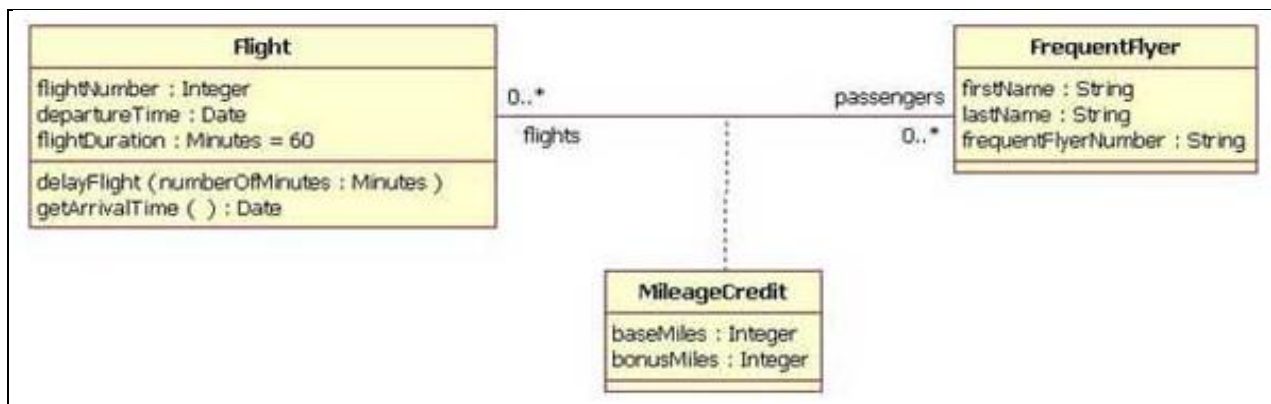 Flight
flightNumber : Integer
departureTime : Date
flightDuration : Minutes = 60
delayFlight ( numberOfMinutes : Minutes )
getArrivalTime ( ) : Date
0..*
flights
passengers
0..*
FrequentFlyer
firstName : String
lastName : String
frequentFlyerNumber : String
MileageCredit
baseMiles : Integer
bonusMiles : Integer